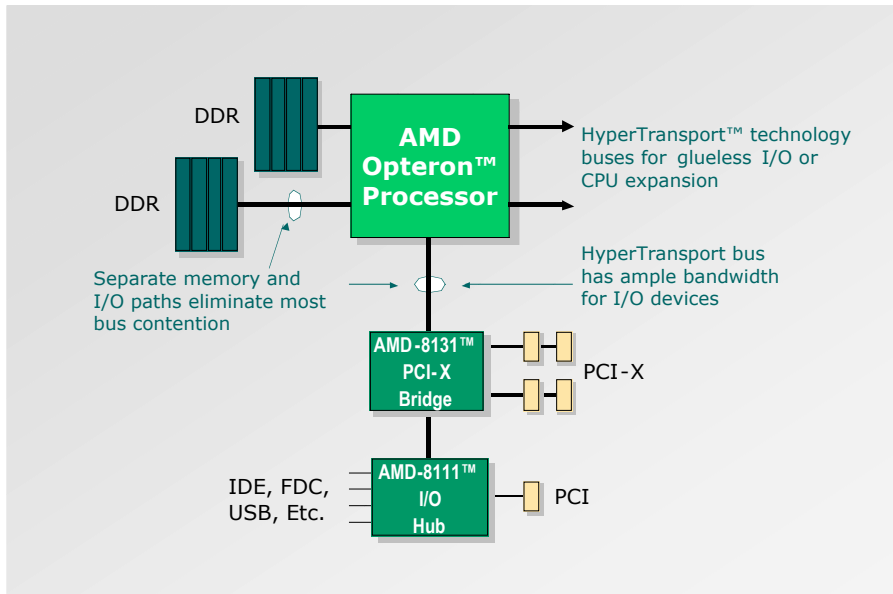 DDR
AMD
Opteron™
Processor
HyperTransport™ technology
buses for glueless I/O or
CPU expansion
DDR
Separate memory and
I/O paths eliminate most
bus contention
HyperTransport bus
has ample bandwidth
for I/O devices
AMD-8131™
PCI-X
Bridge
PCI-X
AMD-8111™
I/O
Hub
IDE, FDC,
USB, Etc.
PCI